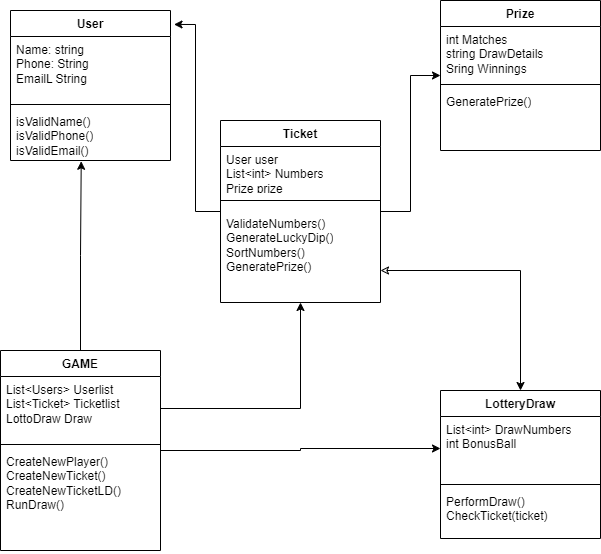 User
Name: string
Phone: String
EmailL String
isValidName()
isValidPhone()
isValidEmail()
Prize
int Matches
string DrawDetails
Sring Winnings
GeneratePrize()
Ticket
User user
List<int> Numbers
Prize prize
ValidateNumbers()
GenerateLuckyDip()
SortNumbers()
GeneratePrize()
GAME
List<Users> Userlist
List<Ticket> Ticketlist
LottoDraw Draw
CreateNewPlayer()
CreateNewTicket()
CreateNewTicketLD()
RunDraw()
LotteryDraw
List<int> DrawNumbers
int BonusBall
PerformDraw()
CheckTicket(ticket)